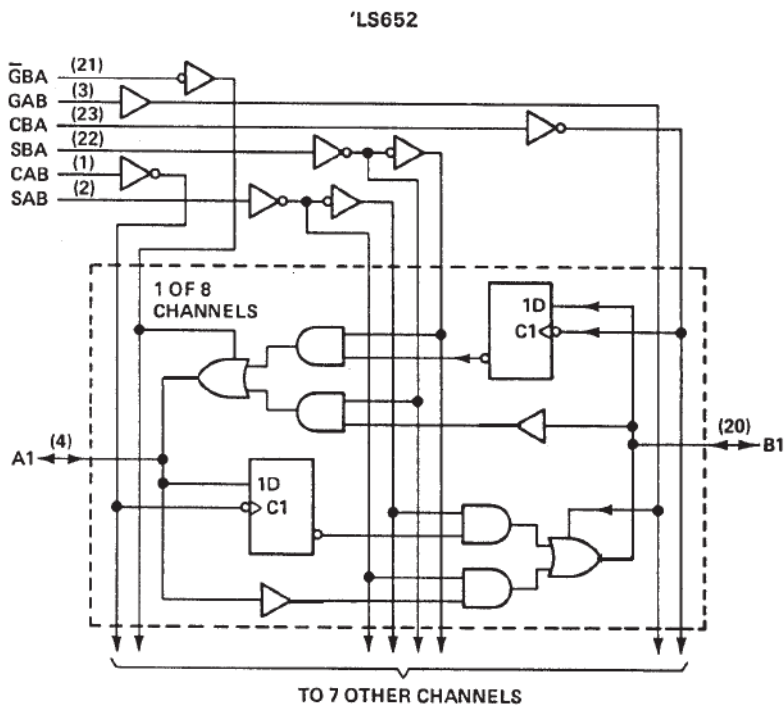 'LS652
G̅BA (21)
GAB (3)
CBA (23)
SBA (22)
CAB (1)
SAB (2)
1 OF 8
CHANNELS
1D
C1
A1 (4)
(20) B1
1D
C1
TO 7 OTHER CHANNELS